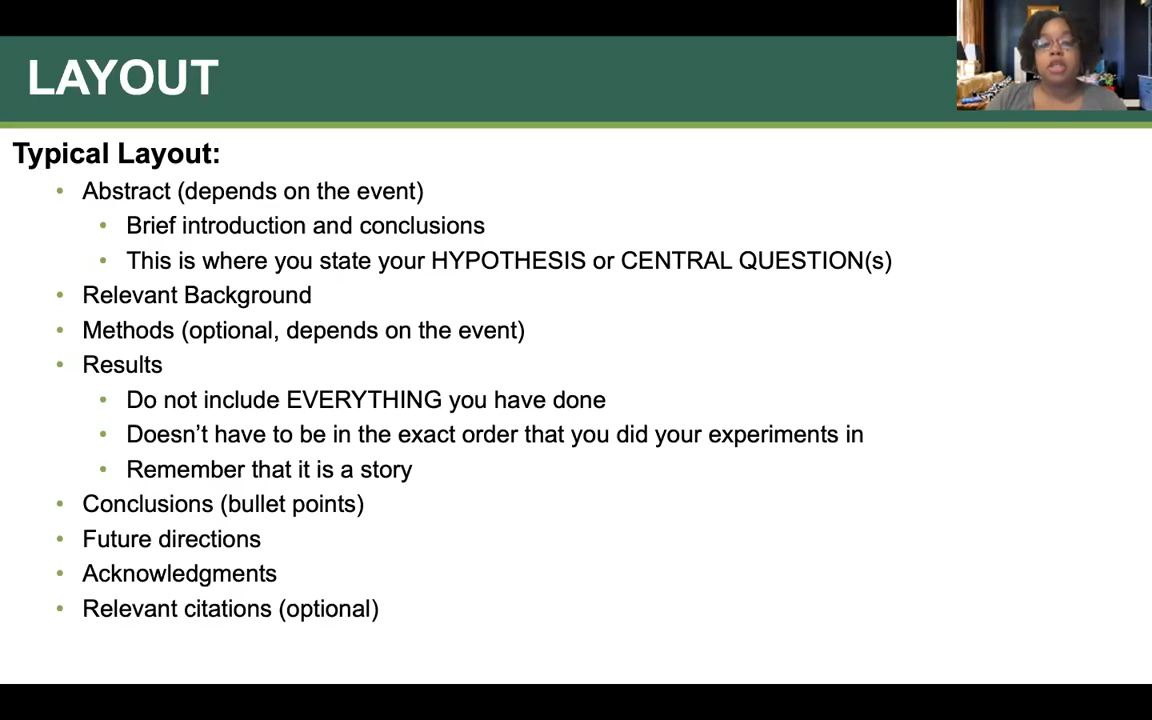 LAYOUT
Typical Layout:
• Abstract (depends on the event)
• Brief introduction and conclusions
• This is where you state your HYPOTHESIS or CENTRAL QUESTION(s)
• Relevant Background
• Methods (optional, depends on the event)
• Results
• Do not include EVERYTHING you have done
• Doesn’t have to be in the exact order that you did your experiments in
• Remember that it is a story
• Conclusions (bullet points)
• Future directions
• Acknowledgments
• Relevant citations (optional)